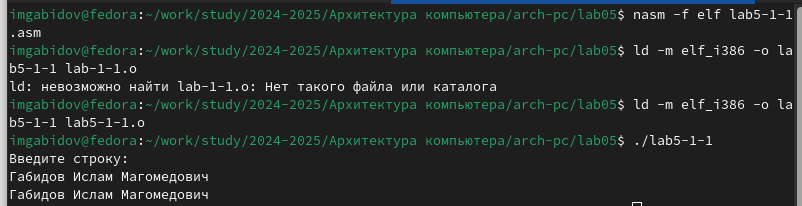 imgabidov@fedora:~/work/study/2024-2025/Архитектура компьютера/arch-pc/lab05$ nasm -f elf lab5-1-1
.asm
imgabidov@fedora:~/work/study/2024-2025/Архитектура компьютера/arch-pc/lab05$ ld -m elf_i386 -o la
b5-1-1 lab-1-1.o
ld: невозможно найти lab-1-1.o: Нет такого файла или каталога
imgabidov@fedora:~/work/study/2024-2025/Архитектура компьютера/arch-pc/lab05$ ld -m elf_i386 -o la
b5-1-1 lab5-1-1.o
imgabidov@fedora:~/work/study/2024-2025/Архитектура компьютера/arch-pc/lab05$ ./lab5-1-1
Введите строку:
Габидов Ислам Магомедович
Габидов Ислам Магомедович